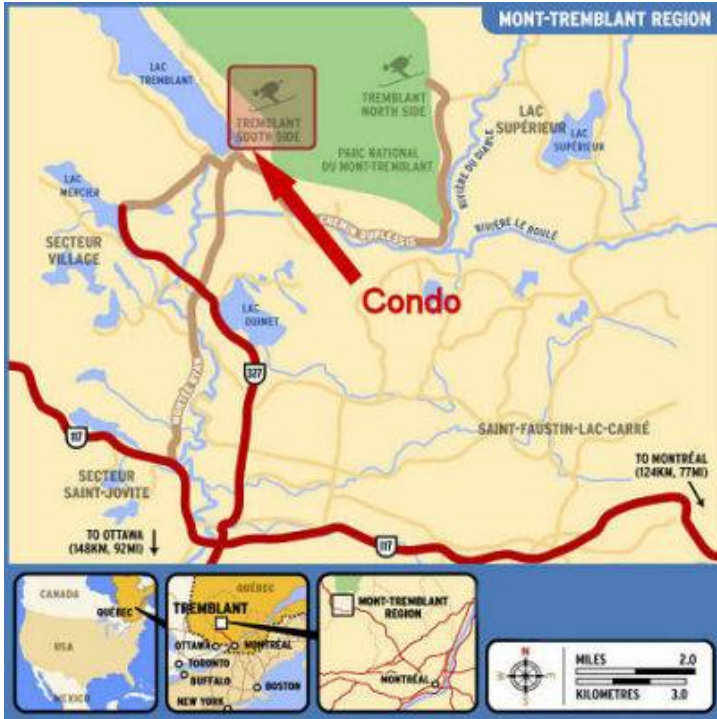 MONT-TREMBLANT REGION
LAC
TREMBLANT
TREMBLANT
SOUTH SIDE
TREMBLANT
NORTH SIDE
LAC
SUPÉRIEUR
LAC
SUPÉRIEUR
PARC NATIONAL
DU MONT-TREMBLANT
RIVIÈRE DU DIABLE
LAC
MERCIER
CHEMIN DUPLESSIS
RIVIÈRE LE BOULÉ
SECTEUR
VILLAGE
Condo
LAC
OUIMET
MONTÉE RYAN
327
117
SAINT-FAUSTIN-LAC-CARRÉ
SECTEUR
SAINT-JOVITE
TO MONTRÉAL
(124KM, 77MI)
TO OTTAWA
(148KM, 92MI)
117
CANADA
QUÉBEC
USA
MEXICO
QUÉBEC
TREMBLANT
OTTAWA
MONTRÉAL
TORONTO
BUFFALO
BOSTON
NEW YORK
MONT-TREMBLANT
REGION
MONTRÉAL
N
S
MILES 2.0
KILOMETRES 3.0